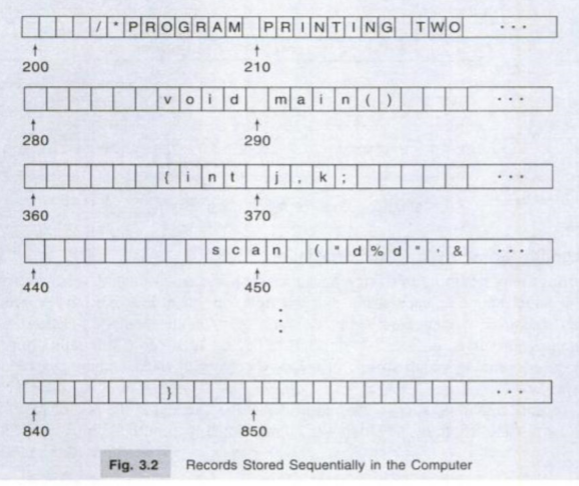 /*PROGRAM PRINTING TWO ...
200 210
void main() ...
280 290
{int j,k; ...
360 370
scan ("d%d"·& ...
440 450
}
...
840 850
Fig. 3.2 Records Stored Sequentially in the Computer